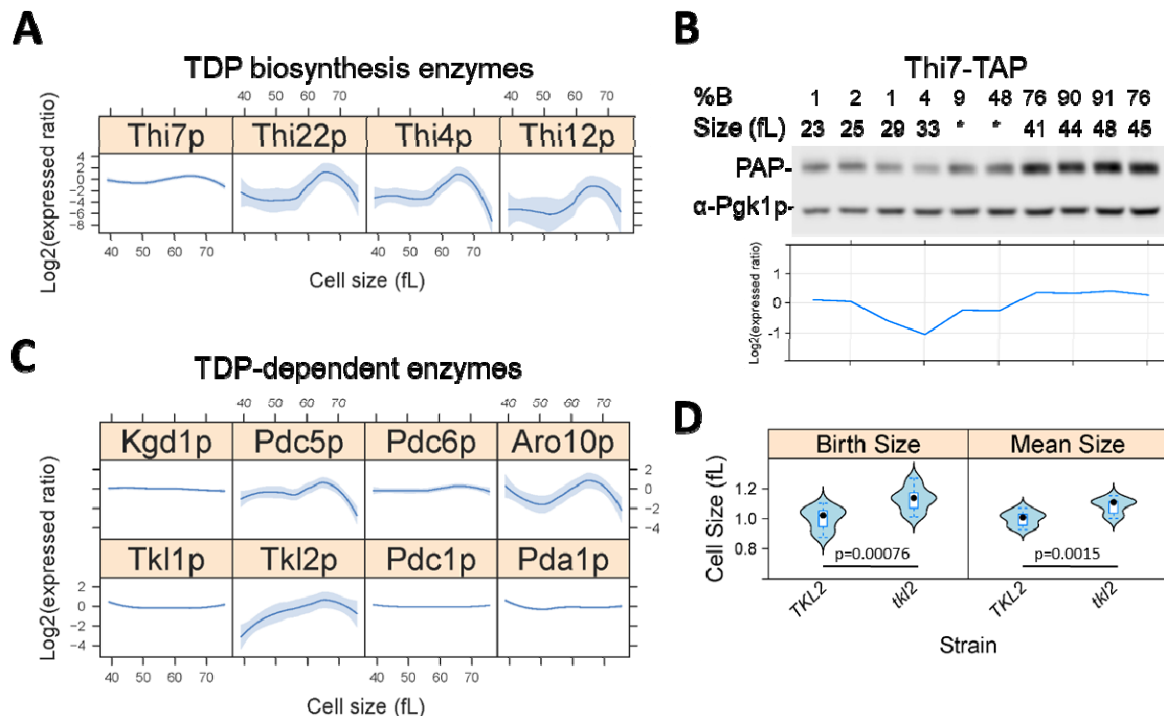 A
TDP biosynthesis enzymes
40 50 60 70
40 50 60 70
Thi7p Thi22p Thi4p Thi12p
4
2
0
-2
-4
-6
-8
Log2(expressed ratio)
40 50 60 70
40 50 60 70
Cell size (fL)
B
Thi7-TAP
%B 1 2 1 4 9 48 76 90 91 76
Size (fL) 23 25 29 33 * * 41 44 48 45
PAP-
α-Pgk1p-
1
0
-1
Log2(expressed ratio)
C
TDP-dependent enzymes
40 50 60 70
40 50 60 70
Kgd1p Pdc5p Pdc6p Aro10p
2
0
-2
-4
Tkl1p Tkl2p Pdc1p Pda1p
2
0
-2
-4
Log2(expressed ratio)
40 50 60 70
40 50 60 70
Cell size (fL)
D
Birth Size Mean Size
Cell Size (fL)
1.2
1.0
0.8
p=0.00076 p=0.0015
TKL2 tkl2 TKL2 tkl2
Strain